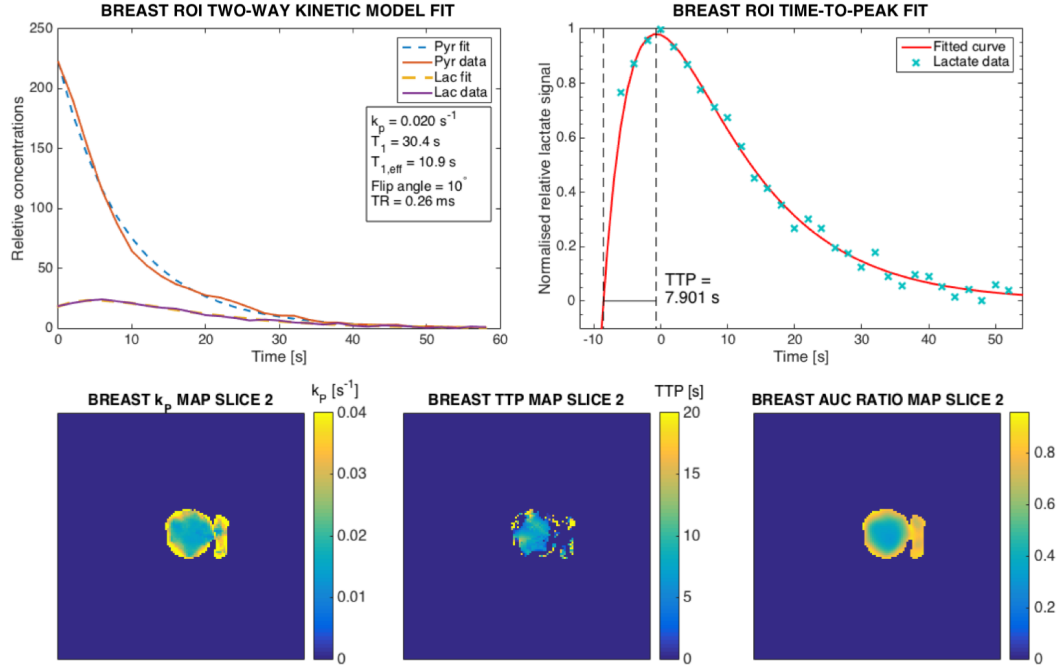 BREAST ROI TWO-WAY KINETIC MODEL FIT
Reletive concentrations
250
200
150
100
50
0
0
10
20
30
40
50
60
Time [s]
Pyr fit
Pyr data
Lac fit
Lac data
kp = 0.020 s-1
T1 = 30.4 s
T1,eff = 10.9 s
Flip angle = 10°
TR = 0.26 ms
BREAST ROI TIME-TO-PEAK FIT
Normalised relative lactate signal
1
0.8
0.6
0.4
0.2
0
-10
0
10
20
30
40
50
Time [s]
Fitted curve
Lactate data
TTP =
7.901 s
BREAST kP MAP SLICE 2
kP [s-1]
0.04
0.03
0.02
0.01
0
BREAST TTP MAP SLICE 2
TTP [s]
20
15
10
5
0
BREAST AUC RATIO MAP SLICE 2
0.8
0.6
0.4
0.2
0